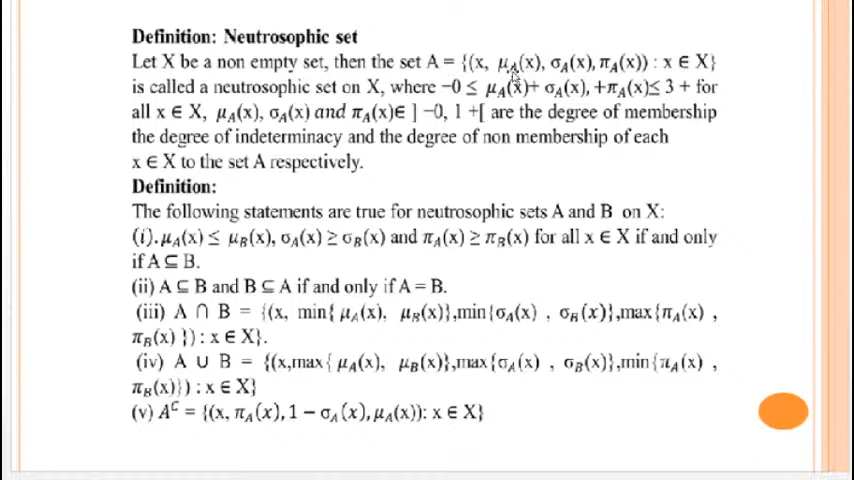 Definition: Neutrosophic set
Let X be a non empty set, then the set A = {(x, μA(x), σA(x), πA(x)) : x ∈ X}
is called a neutrosophic set on X, where −0 ≤ μA(x)+ σA(x), +πA(x)≤ 3 + for
all x ∈ X, μA(x), σA(x) and πA(x)∈ ] −0, 1 +[ are the degree of membership
the degree of indeterminacy and the degree of non membership of each
x ∈ X to the set A respectively.
Definition:
The following statements are true for neutrosophic sets A and B on X:
(i). μA(x) ≤ μB(x), σA(x) ≥ σB(x) and πA(x) ≥ πB(x) for all x ∈ X if and only
if A ⊆ B.
(ii) A ⊆ B and B ⊆ A if and only if A = B.
(iii) A ∩ B = {(x, min{ μA(x), μB(x)},min{σA(x) , σB(x)},max{πA(x) ,
πB(x) }) : x ∈ X}.
(iv) A ∪ B = {(x,max{ μA(x), μB(x)},max{σA(x) , σB(x)},min{πA(x) ,
πB(x)}) : x ∈ X}
(v) A^C = {(x, πA(x), 1 − σA(x), μA(x)): x ∈ X}